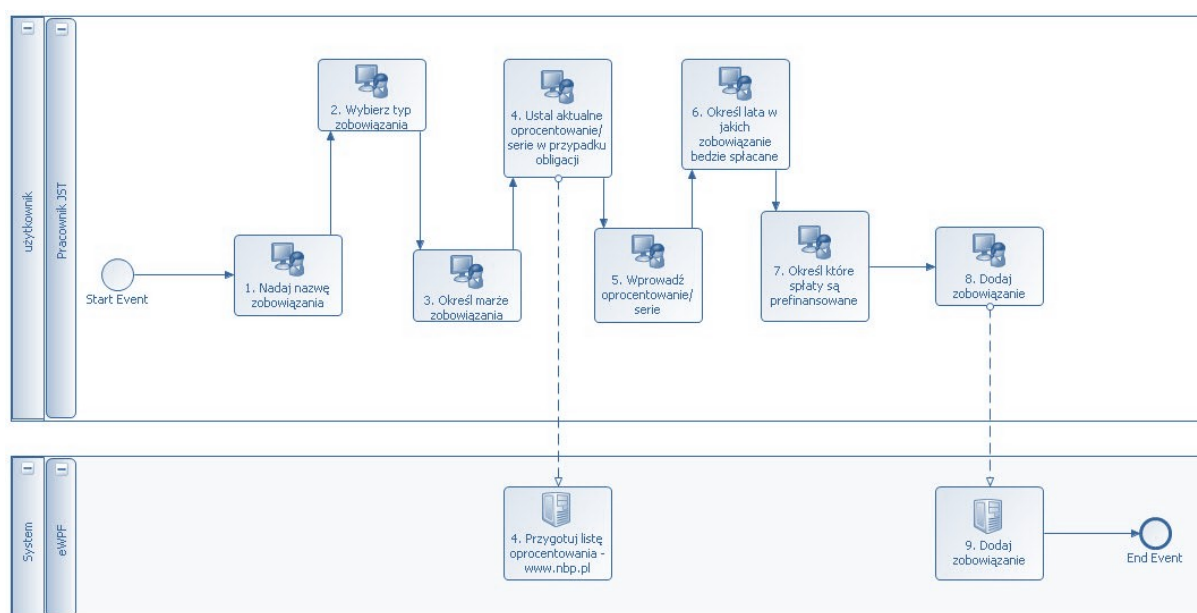 użytkownik
Pracownik JST
Start Event
1. Nadaj nazwę
zobowiązania
2. Wybierz typ
zobowiązania
3. Określ marże
zobowiązania
4. Ustal aktualne
oprocentowanie/
serie w przypadku
obligacji
5. Wprowadź
oprocentowanie/
serie
6. Określ lata w
jakich
zobowiązanie
bedzie spłacane
7. Określ które
spłaty są
prefinansowane
8. Dodaj
zobowiązanie
System
eWPF
4. Przygotuj listę
oprocentowania -
www.nbp.pl
9. Dodaj
zobowiązanie
End Event